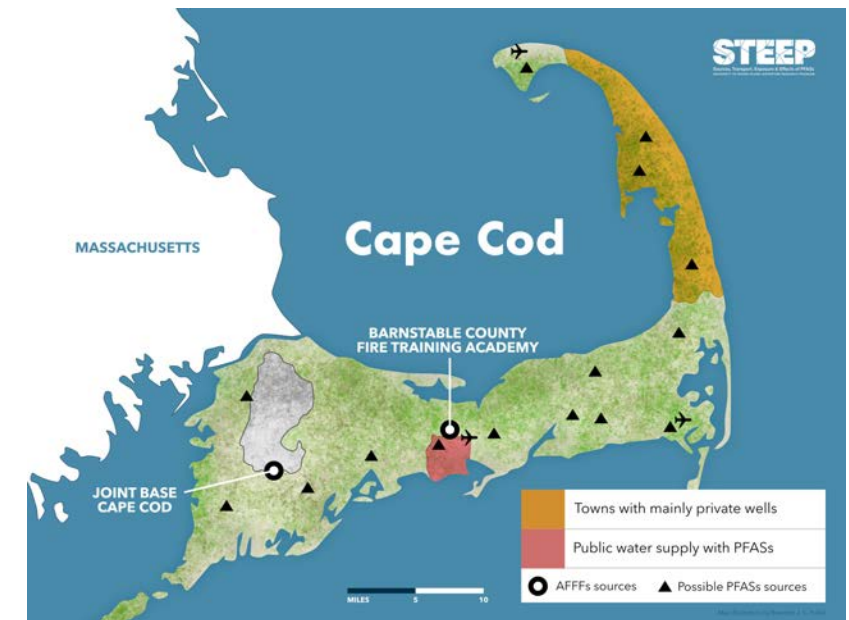 STEEP
MASSACHUSETTS
Cape Cod
BARNSTABLE COUNTY
FIRE TRAINING ACADEMY
JOINT BASE
CAPE COD
Towns with mainly private wells
Public water supply with PFASs
AFFFs sources
Possible PFASs sources
MILES 5 10